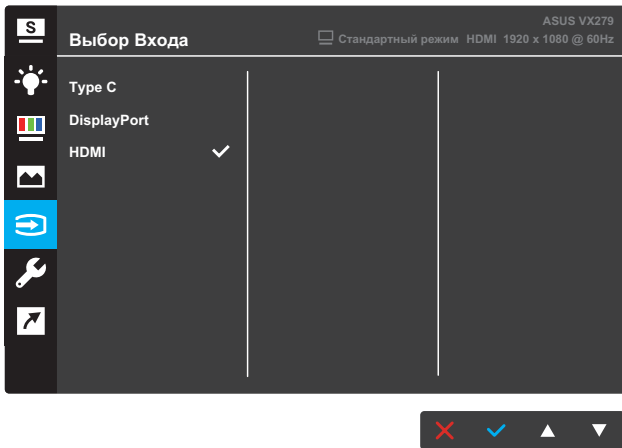 S
ASUS VX279
Выбор Входа
Стандартный режим HDMI 1920 x 1080 @ 60Hz
Type C
DisplayPort
HDMI